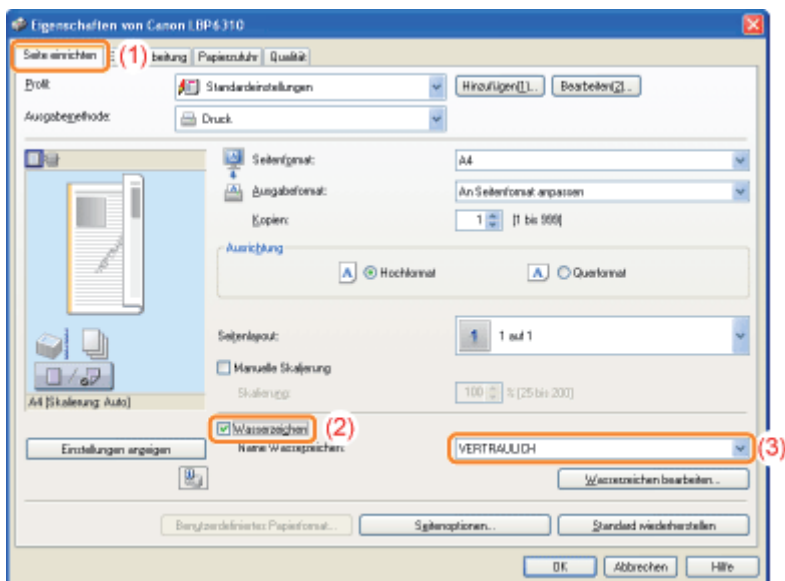 Eigenschaften von Canon LBP6310
Seite einrichten (1) beitung Papierzufuhr Qualität
Profil: Standardeinstellungen Hinzufügen(1)... Bearbeiten(2)...
Ausgabemethode: Druck
Seitenformat: A4
Ausgabeformat: An Seitenformat anpassen
Kopien: 1 [1 bis 999]
Ausrichtung
A Hochformat A Querformat
Seitenlayout: 1 1 auf 1
Manuelle Skalierung
Skalierung: 100 % [25 bis 200]
A4 [Skalierung: Auto]
Wasserzeichen (2)
Einstellungen anzeigen Name Wasserzeichen: VERTRAULICH (3)
Wasserzeichen bearbeiten...
Benutzerdefiniertes Papierformat... Seitenoptionen... Standard wiederherstellen
OK Abbrechen Hilfe